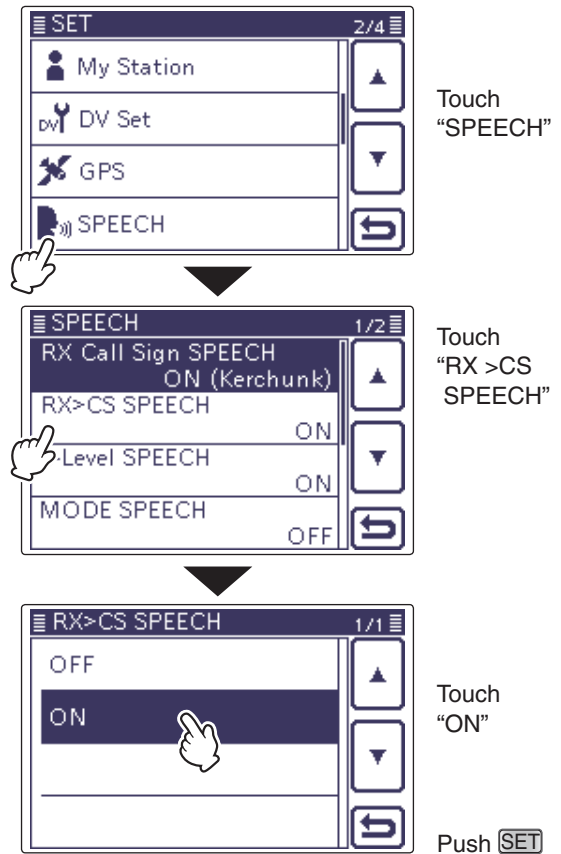 SET 2/4
My Station
DV DV Set
GPS
SPEECH
Touch
“SPEECH”
SPEECH 1/2
RX Call Sign SPEECH
ON (Kerchunk)
RX>CS SPEECH
ON
-Level SPEECH
ON
MODE SPEECH
OFF
Touch
“RX >CS
SPEECH”
RX>CS SPEECH 1/1
OFF
ON
Touch
“ON”
Push SET